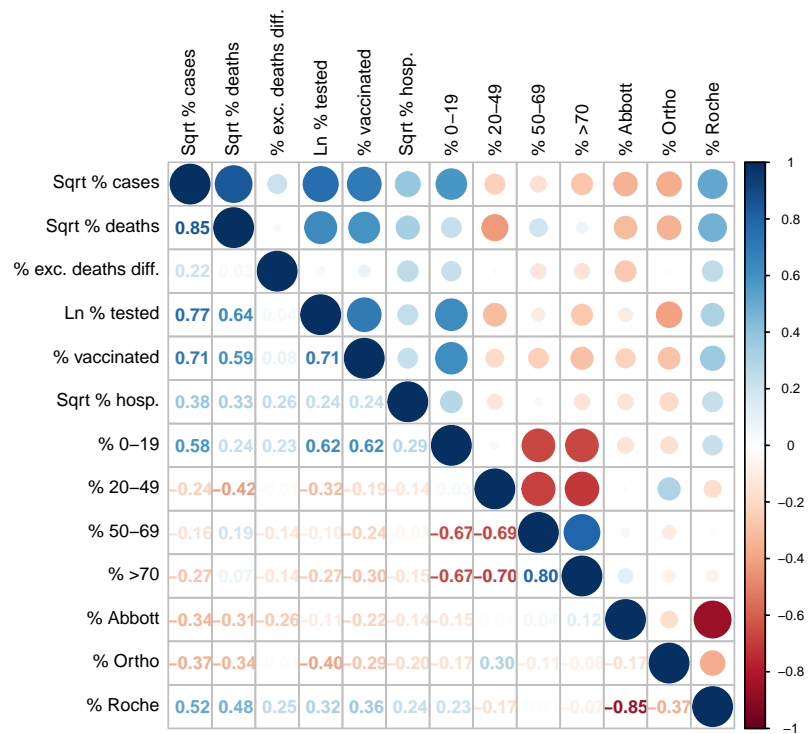 Sqrt % cases
Sqrt % deaths
% exc. deaths diff.
Ln % tested
% vaccinated
Sqrt % hosp.
% 0–19
% 20–49
% 50–69
% >70
% Abbott
% Ortho
% Roche
Sqrt % cases
Sqrt % deaths 0.85
% exc. deaths diff. 0.22 0.03
Ln % tested 0.77 0.64 0.04
% vaccinated 0.71 0.59 0.08 0.71
Sqrt % hosp. 0.38 0.33 0.26 0.24 0.24
% 0–19 0.58 0.24 0.23 0.62 0.62 0.29
% 20–49 −0.24 −0.42 −0.32 −0.19 −0.14 0.03
% 50–69 −0.16 0.19 −0.14 −0.10 −0.24 −0.67 −0.69
% >70 −0.27 0.07 −0.14 −0.27 −0.30 −0.15 −0.67 −0.70 0.80
% Abbott −0.34 −0.31 −0.26 −0.11 −0.22 −0.14 −0.15 0.04 0.12
% Ortho −0.37 −0.34 −0.40 −0.29 −0.20 −0.17 0.30 −0.11 −0.08 −0.17
% Roche 0.52 0.48 0.25 0.32 0.36 0.24 0.23 −0.17 −0.07 −0.85 −0.37
1
0.8
0.6
0.4
0.2
0
−0.2
−0.4
−0.6
−0.8
−1